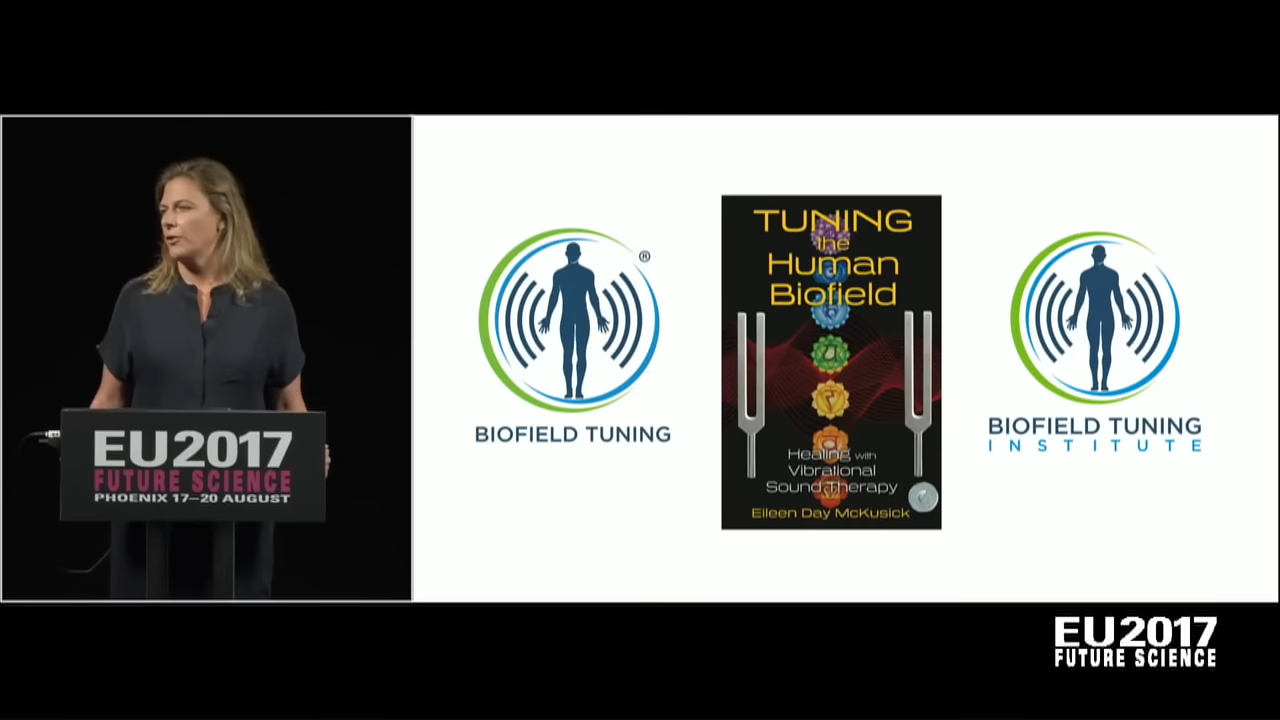 EU2017
FUTURE SCIENCE
PHOENIX 17–20 AUGUST
®
BIOFIELD TUNING
TUNING
the
Human
Biofield
Healing with
Vibrational
Sound Therapy
Eileen Day McKusick
BIOFIELD TUNING
INSTITUTE
EU2017
FUTURE SCIENCE